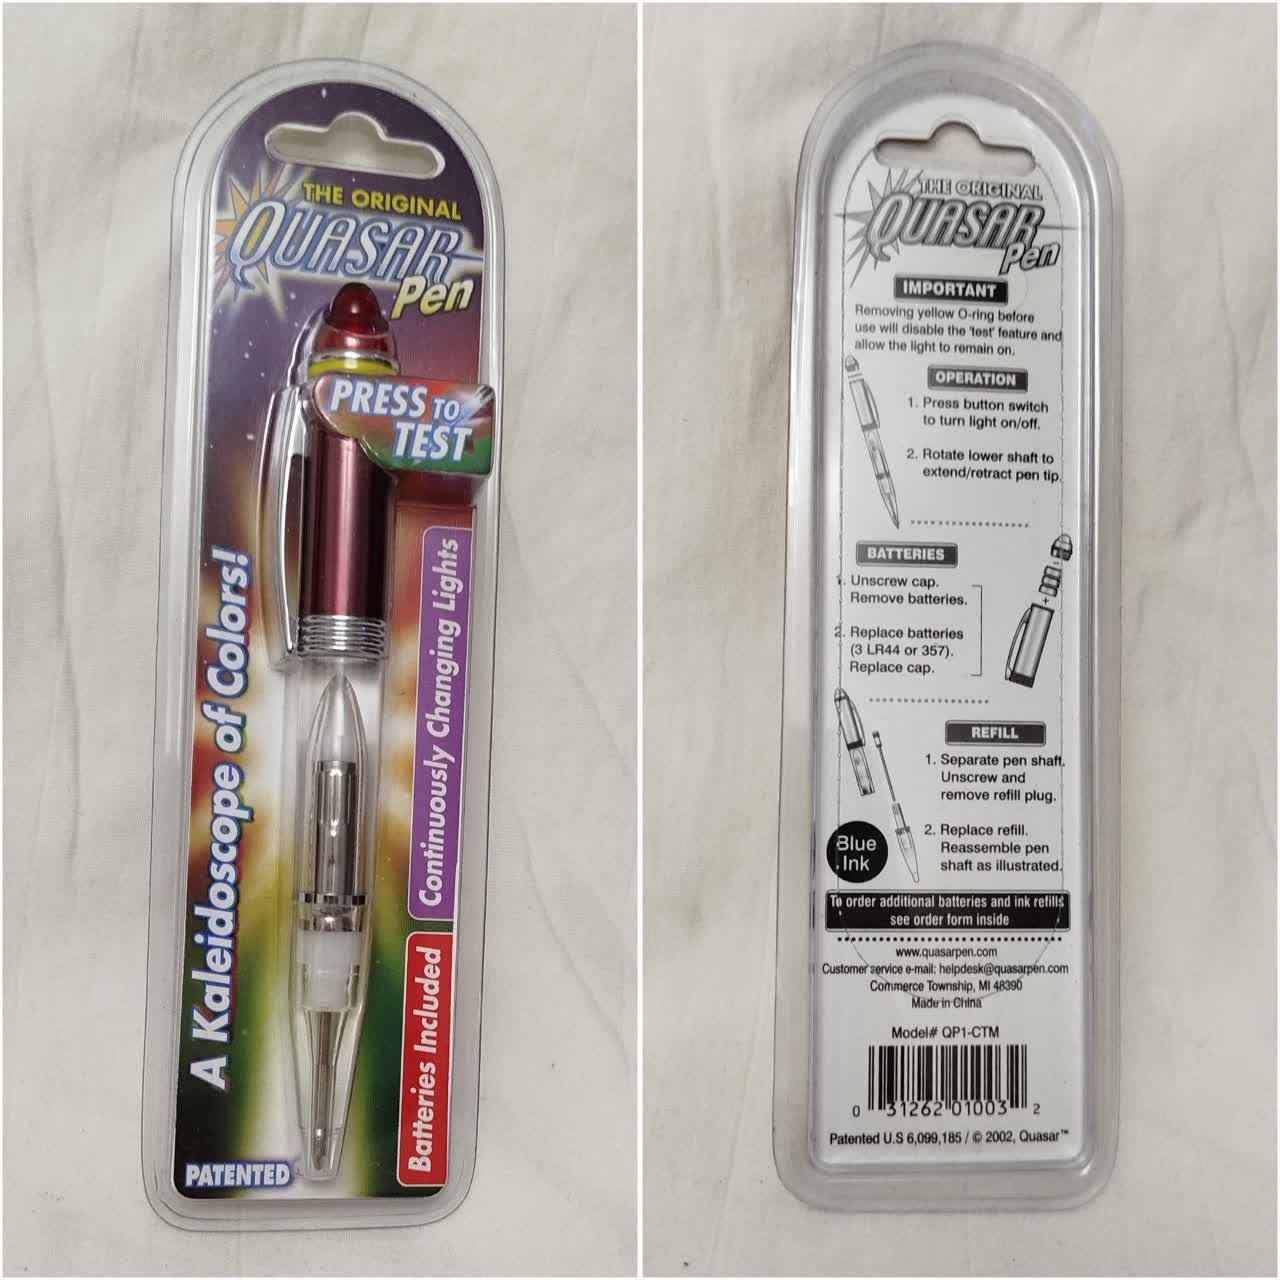 THE ORIGINAL
QUASAR
Pen
PRESS TO
TEST
A Kaleidoscope of Colors!
Continuously Changing Lights
Batteries Included
PATENTED
THE ORIGINAL
QUASAR
Pen
IMPORTANT
Removing yellow O-ring before
use will disable the 'test' feature and
allow the light to remain on.
OPERATION
1. Press button switch
to turn light on/off.
2. Rotate lower shaft to
extend/retract pen tip.
BATTERIES
1. Unscrew cap.
Remove batteries.
2. Replace batteries
(3 LR44 or 357).
Replace cap.
+
REFILL
1. Separate pen shaft.
Unscrew and
remove refill plug.
2. Replace refill.
Reassemble pen
shaft as illustrated.
Blue
Ink
To order additional batteries and ink refills
see order form inside
www.quasarpen.com
Customer service e-mail: helpdesk@quasarpen.com
Commerce Township, MI 48390
Made in China
Model# QP1-CTM
0 31262 01003 2
Patented U.S 6,099,185 / © 2002, Quasar™